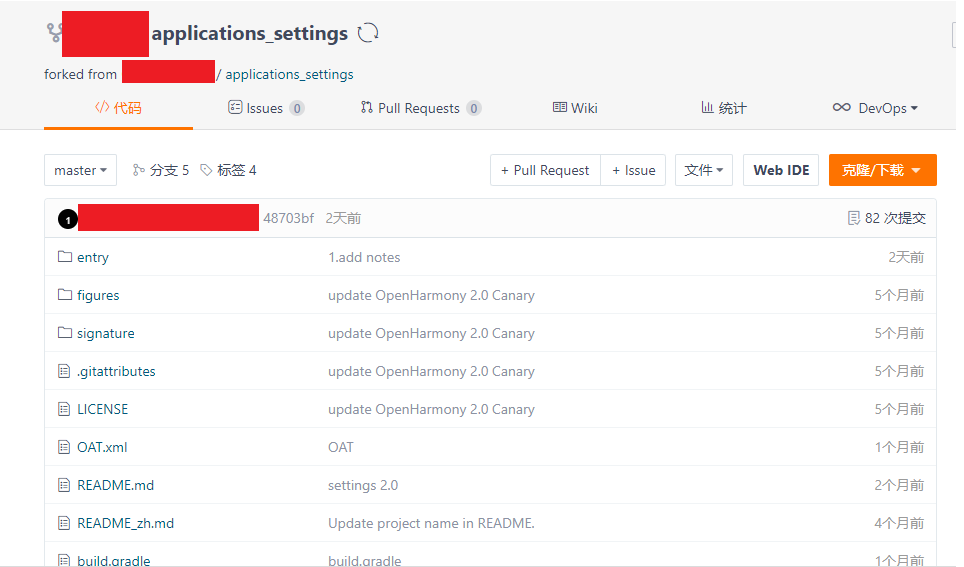 applications_settings
forked from / applications_settings
代码 Issues 0 Pull Requests 0 Wiki 统计 DevOps
master 分支 5 标签 4 + Pull Request + Issue 文件 Web IDE 克隆/下载
1 48703bf 2天前 82 次提交
entry 1.add notes 2天前
figures update OpenHarmony 2.0 Canary 5个月前
signature update OpenHarmony 2.0 Canary 5个月前
.gitattributes update OpenHarmony 2.0 Canary 5个月前
LICENSE update OpenHarmony 2.0 Canary 5个月前
OAT.xml OAT 1个月前
README.md settings 2.0 2个月前
README_zh.md Update project name in README. 4个月前
build.gradle build.gradle 1个月前